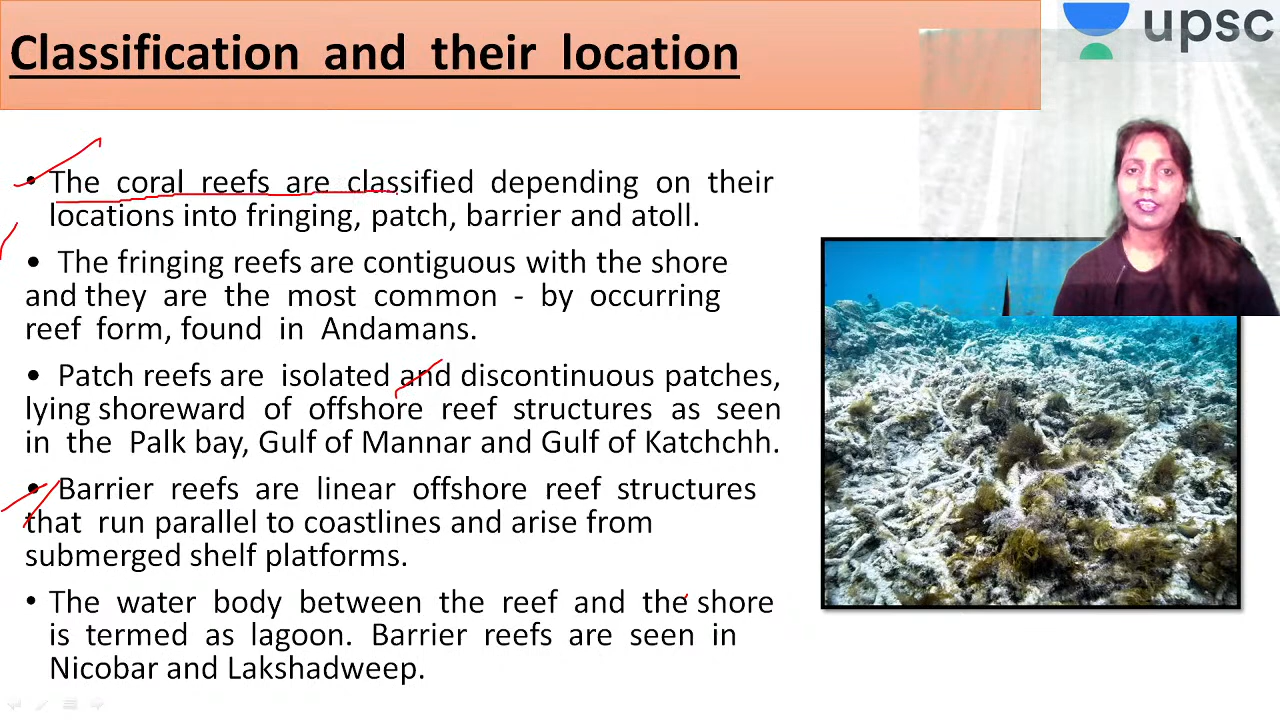 Classification and their location
upsc
• The coral reefs are classified depending on their
locations into fringing, patch, barrier and atoll.
• The fringing reefs are contiguous with the shore
and they are the most common - by occurring
reef form, found in Andamans.
• Patch reefs are isolated and discontinuous patches,
lying shoreward of offshore reef structures as seen
in the Palk bay, Gulf of Mannar and Gulf of Katchchh.
• Barrier reefs are linear offshore reef structures
that run parallel to coastlines and arise from
submerged shelf platforms.
• The water body between the reef and the shore
is termed as lagoon. Barrier reefs are seen in
Nicobar and Lakshadweep.